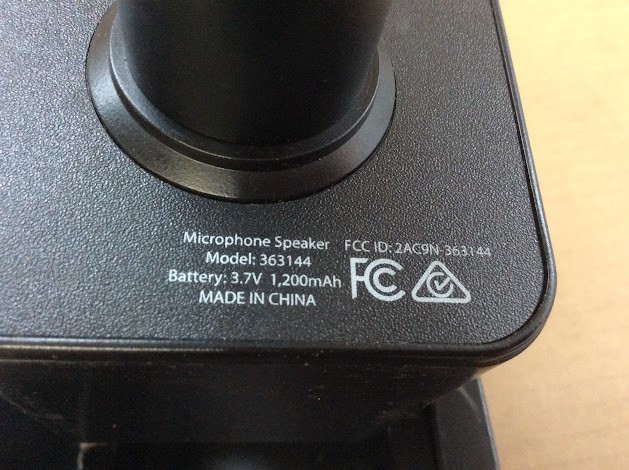 Microphone Speaker FCC ID: 2AC9N-363144
Model: 363144
Battery: 3.7V 1,200mAh
MADE IN CHINA
FC